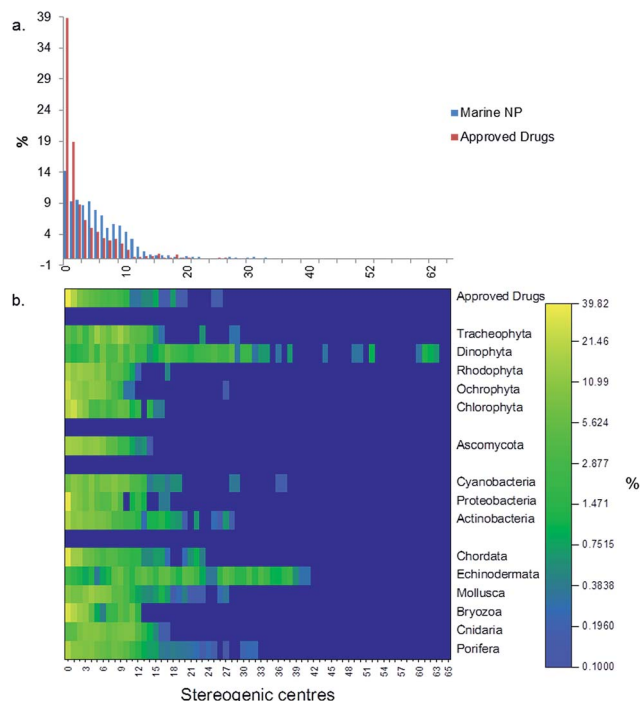 a.
39
34
29
24
19
14
9
4
-1
%
0
10
20
30
40
52
62
Marine NP
Approved Drugs
b.
Approved Drugs
Tracheophyta
Dinophyta
Rhodophyta
Ochrophyta
Chlorophyta
Ascomycota
Cyanobacteria
Proteobacteria
Actinobacteria
Chordata
Echinodermata
Mollusca
Bryozoa
Cnidaria
Porifera
39.82
21.46
10.99
5.624
2.877
1.471
0.7515
0.3838
0.1960
0.1000
%
0 3 6 9 12 15 18 21 24 27 30 33 36 39 42 45 48 51 54 57 60 63 65
Stereogenic centres